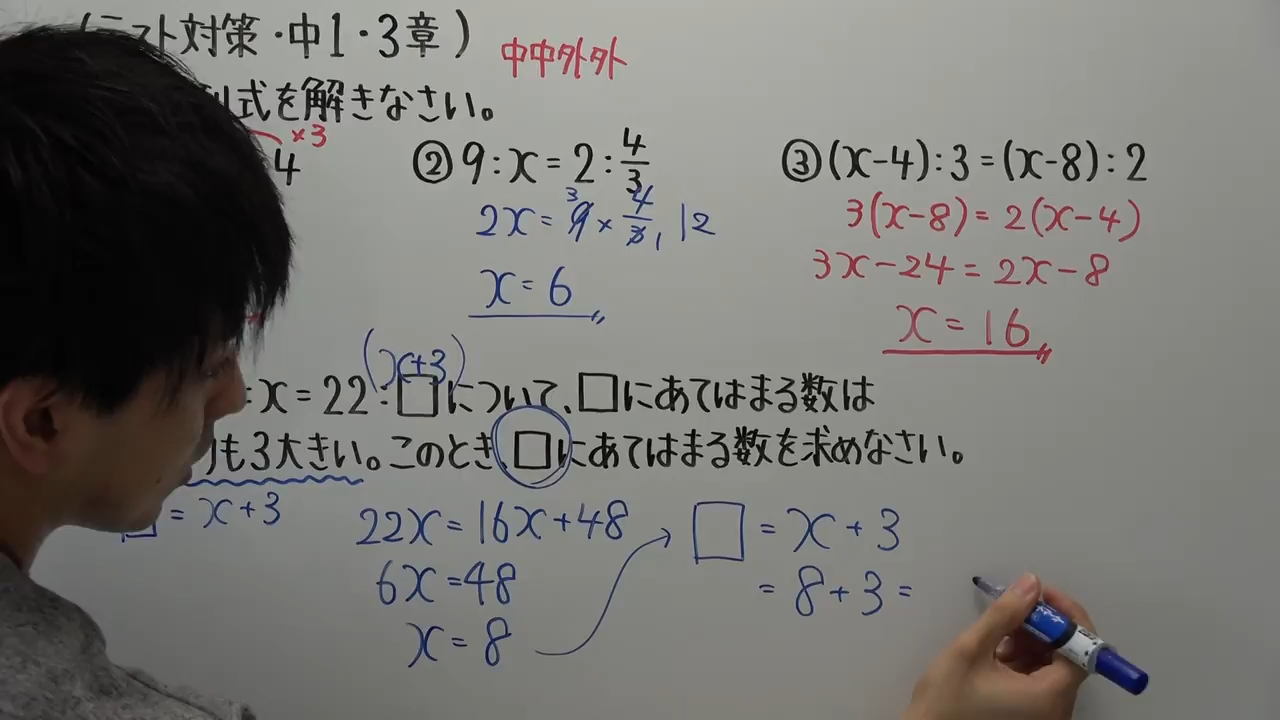 テスト対策・中1・3章)
中中外外
例式を解きなさい。
×3
4
②9:x=2:4/3
2x=9×4/3 12
3
4
1
x=6
③(x-4):3=(x-8):2
3(x-8)=2(x-4)
3x-24=2x-8
x=16
(x+3)
:x=22:□について、□にあてはまる数は
も3大きい。このとき、□にあてはまる数を求めなさい。
□=x+3
22x=16x+48
6x=48
x=8
□=x+3
=8+3=